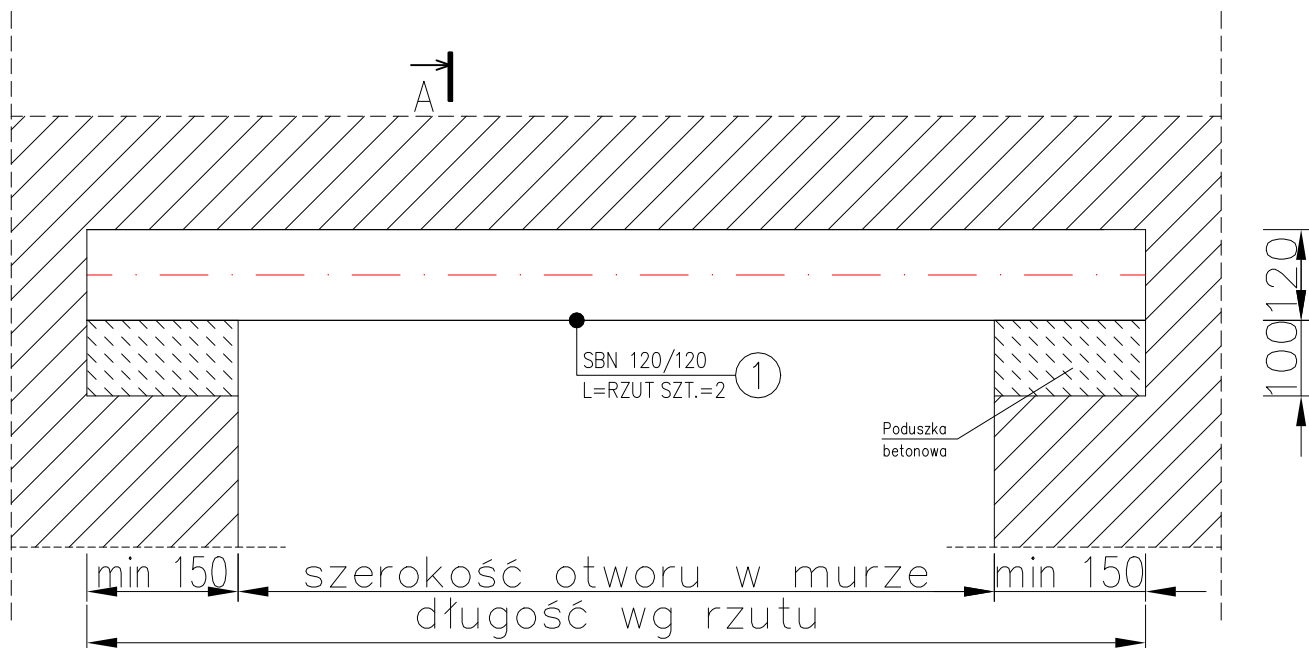 A
120
100
SBN 120/120
L=RZUT SZT.=2
1
Poduszka
betonowa
min 150
szerokość otworu w murze
min 150
długość wg rzutu